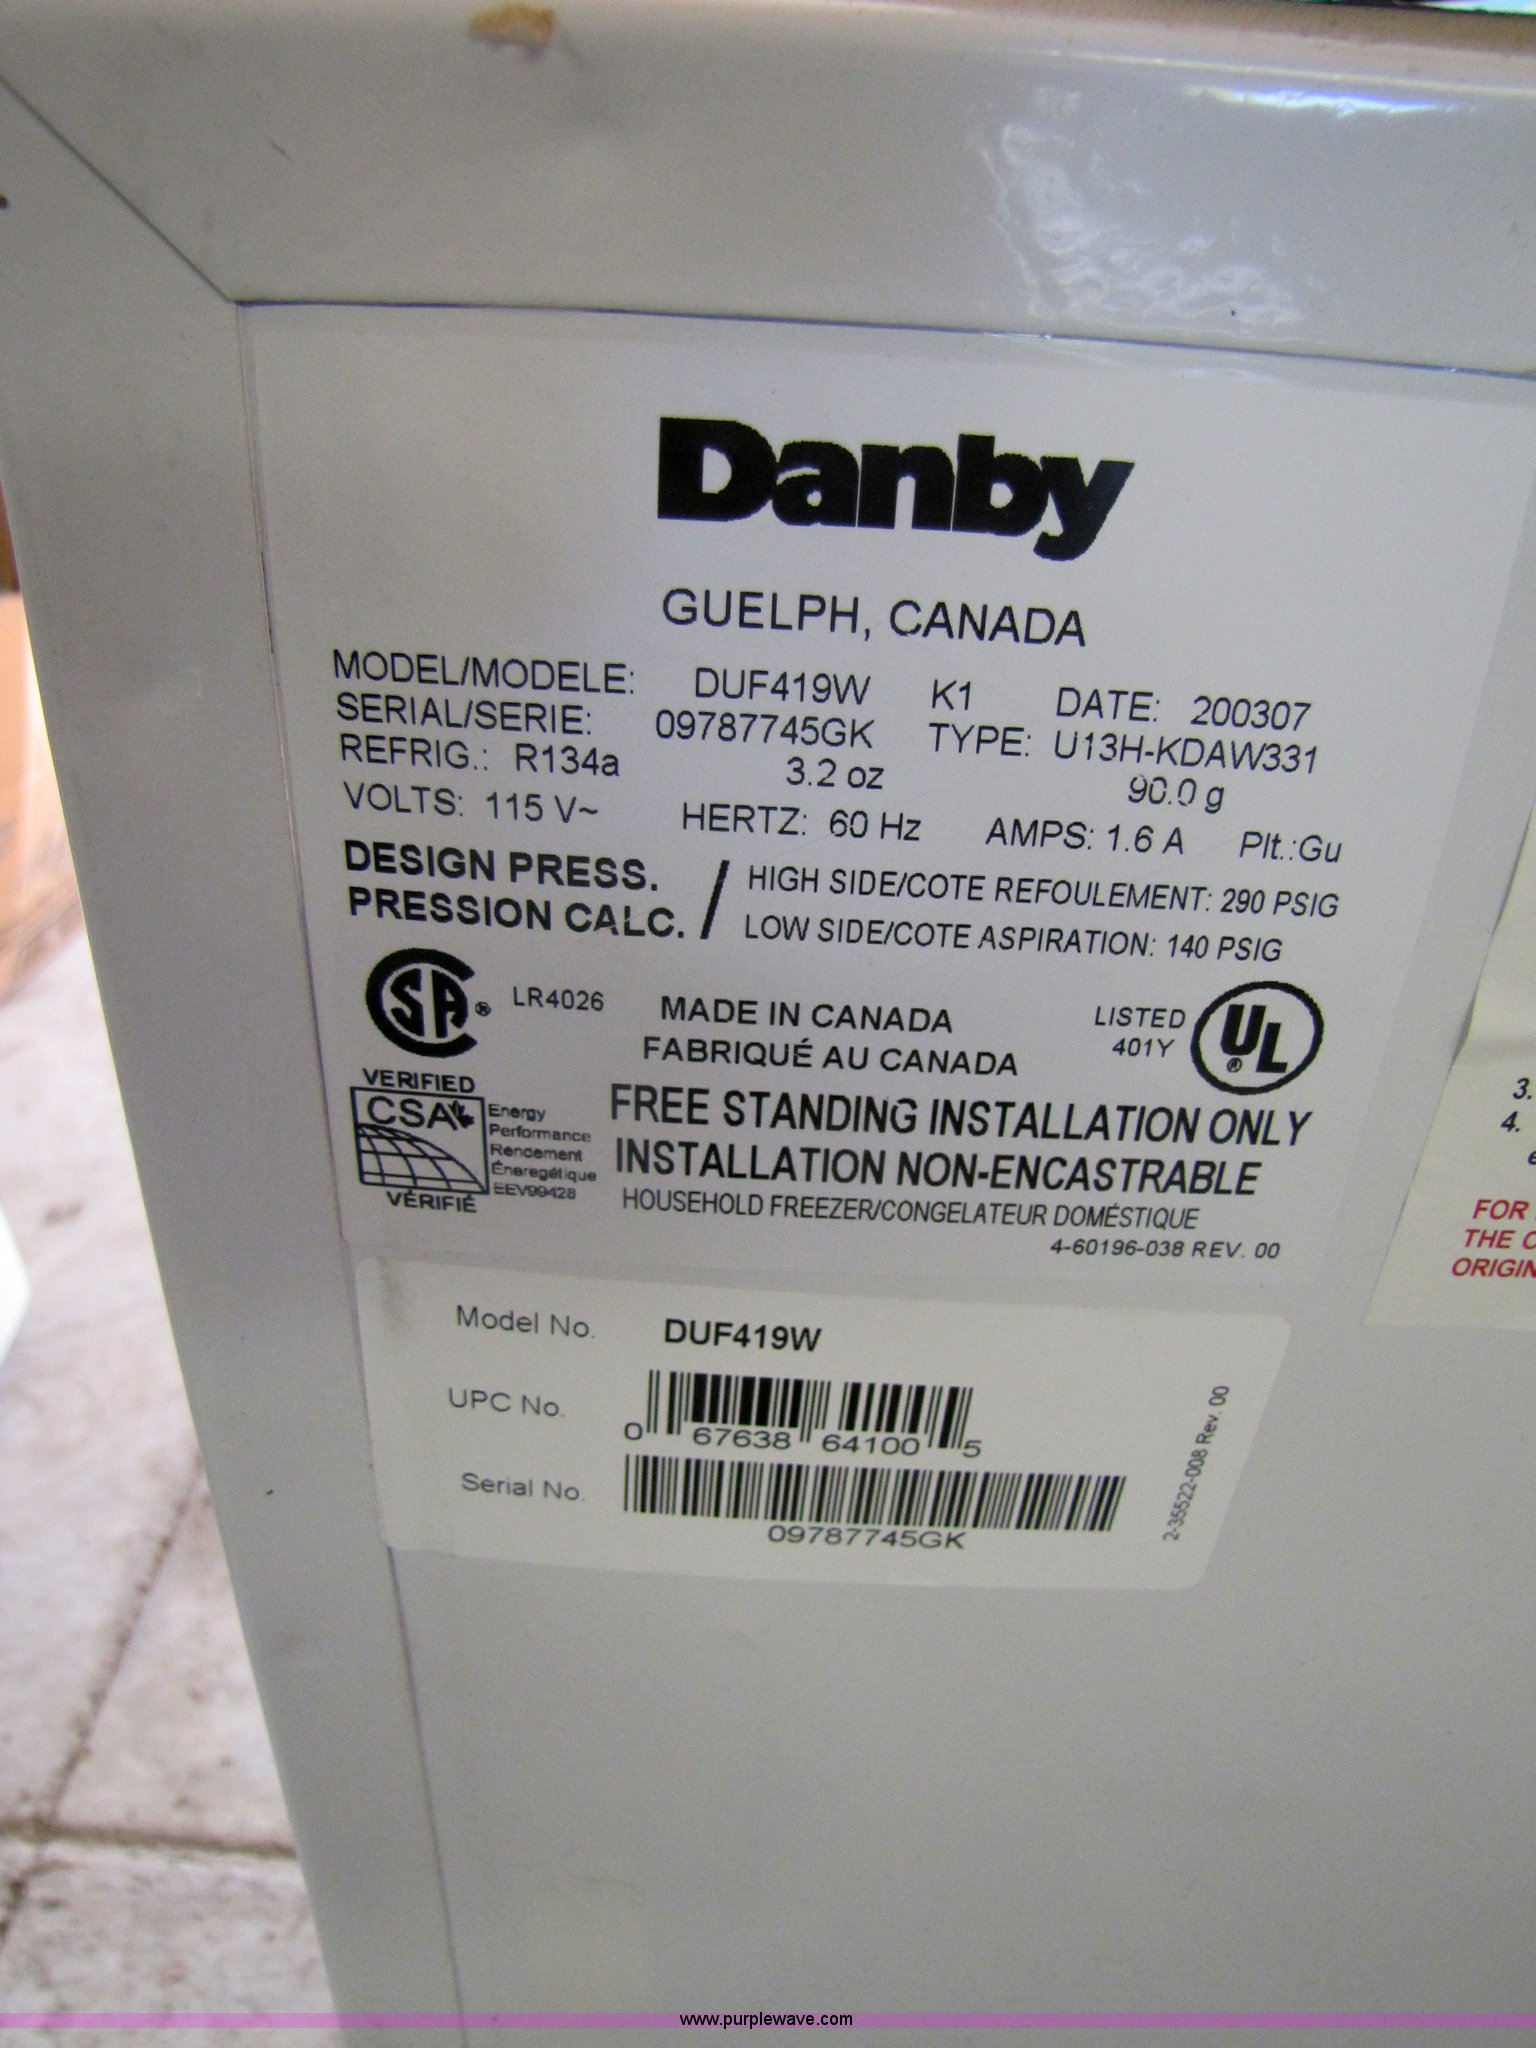 Danby
GUELPH, CANADA
MODEL/MODELE: DUF419W K1 DATE: 200307
SERIAL/SERIE: 09787745GK TYPE: U13H-KDAW331
REFRIG.: R134a 3.2 oz 90.0 g
VOLTS: 115 V~ HERTZ: 60 Hz AMPS: 1.6 A Plt.:Gu
DESIGN PRESS. / HIGH SIDE/COTE REFOULEMENT: 290 PSIG
PRESSION CALC. LOW SIDE/COTE ASPIRATION: 140 PSIG
SA ® LR4026 MADE IN CANADA LISTED UL ®
FABRIQUÉ AU CANADA 401Y
VERIFIED
CSA Energy
Performance
Rendement
Éneregétique
EEV99428
VÉRIFIÉ
FREE STANDING INSTALLATION ONLY
INSTALLATION NON-ENCASTRABLE
HOUSEHOLD FREEZER/CONGELATEUR DOMÉSTIQUE
4-60196-038 REV. 00
3.
4.
FOR
THE
ORIGIN
Model No. DUF419W
UPC No.
0 67638 64100 5
Serial No.
09787745GK
2-35522-008 Rev. 00
www.purplewave.com